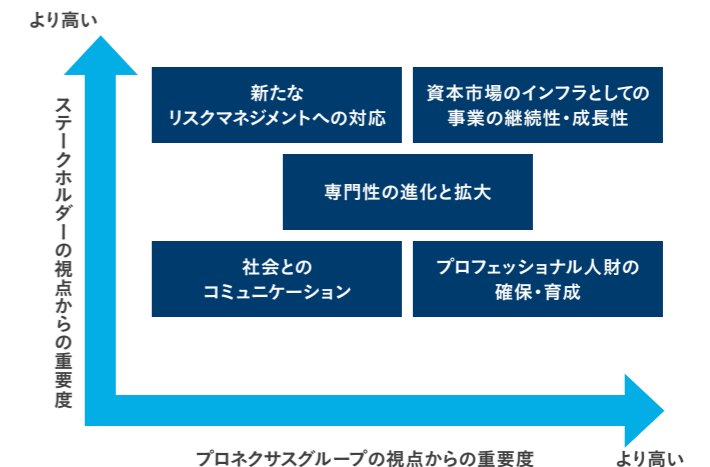 より高い
ステークホルダーの視点からの重要度
新たな
リスクマネジメントへの対応
資本市場のインフラとしての
事業の継続性・成長性
専門性の進化と拡大
社会との
コミュニケーション
プロフェッショナル人財の
確保・育成
プロネクサスグループの視点からの重要度
より高い